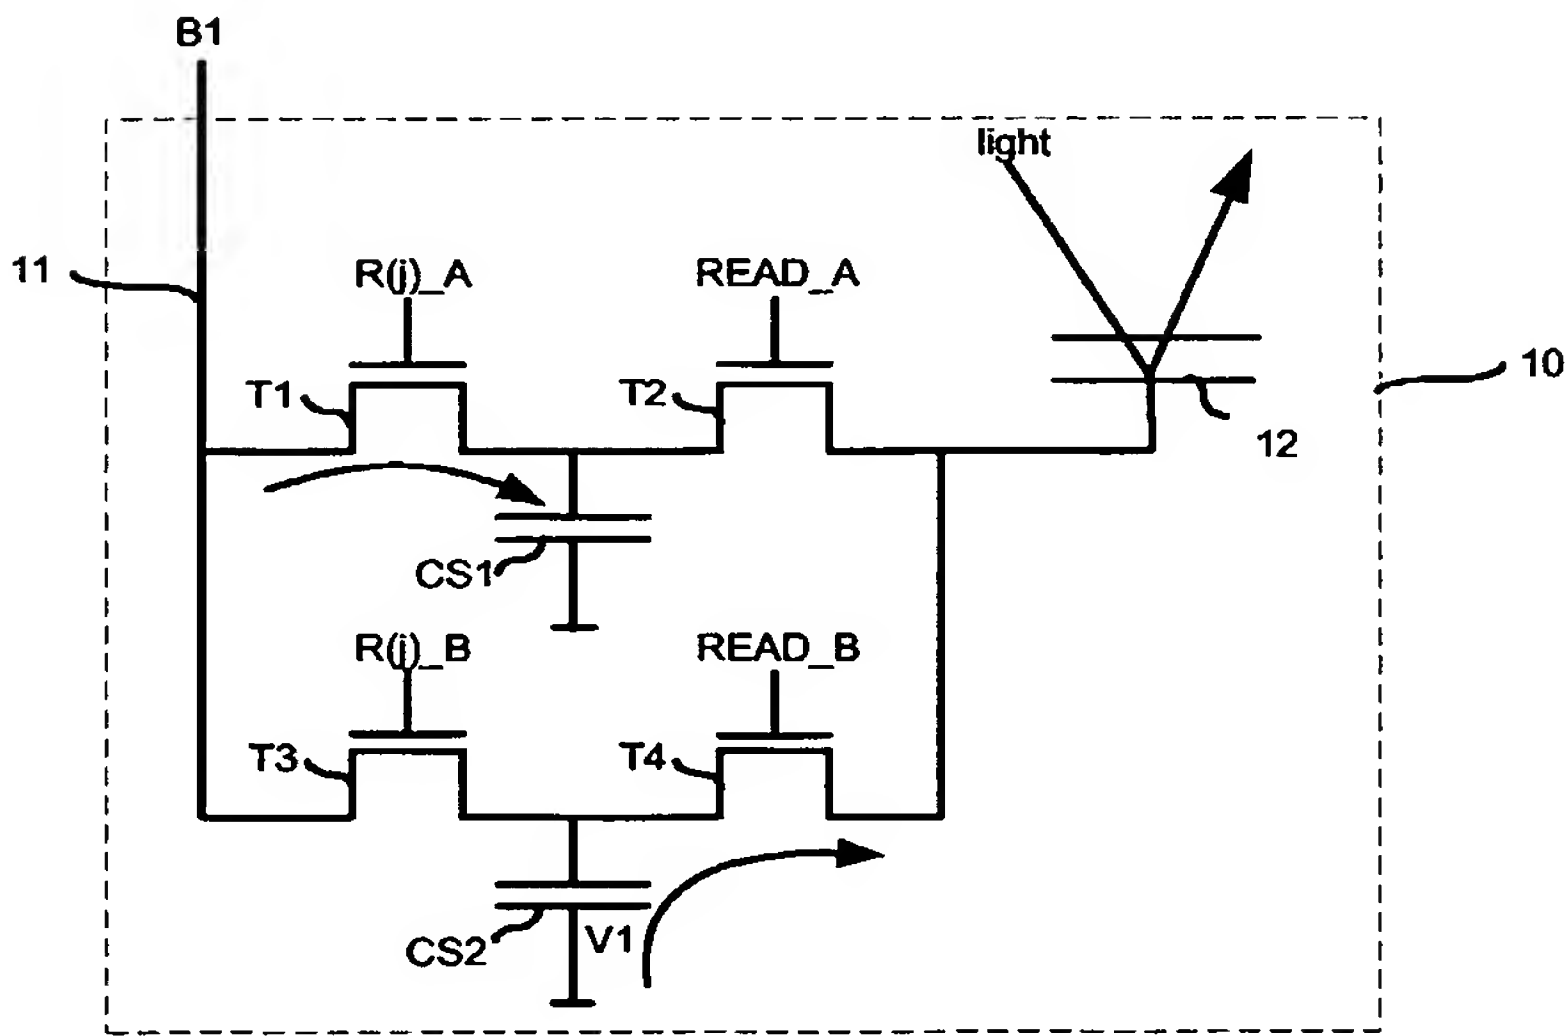 B1
light
11
R(j)_A
READ_A
10
T1
T2
12
CS1
R(j)_B
READ_B
T3
T4
CS2
V1